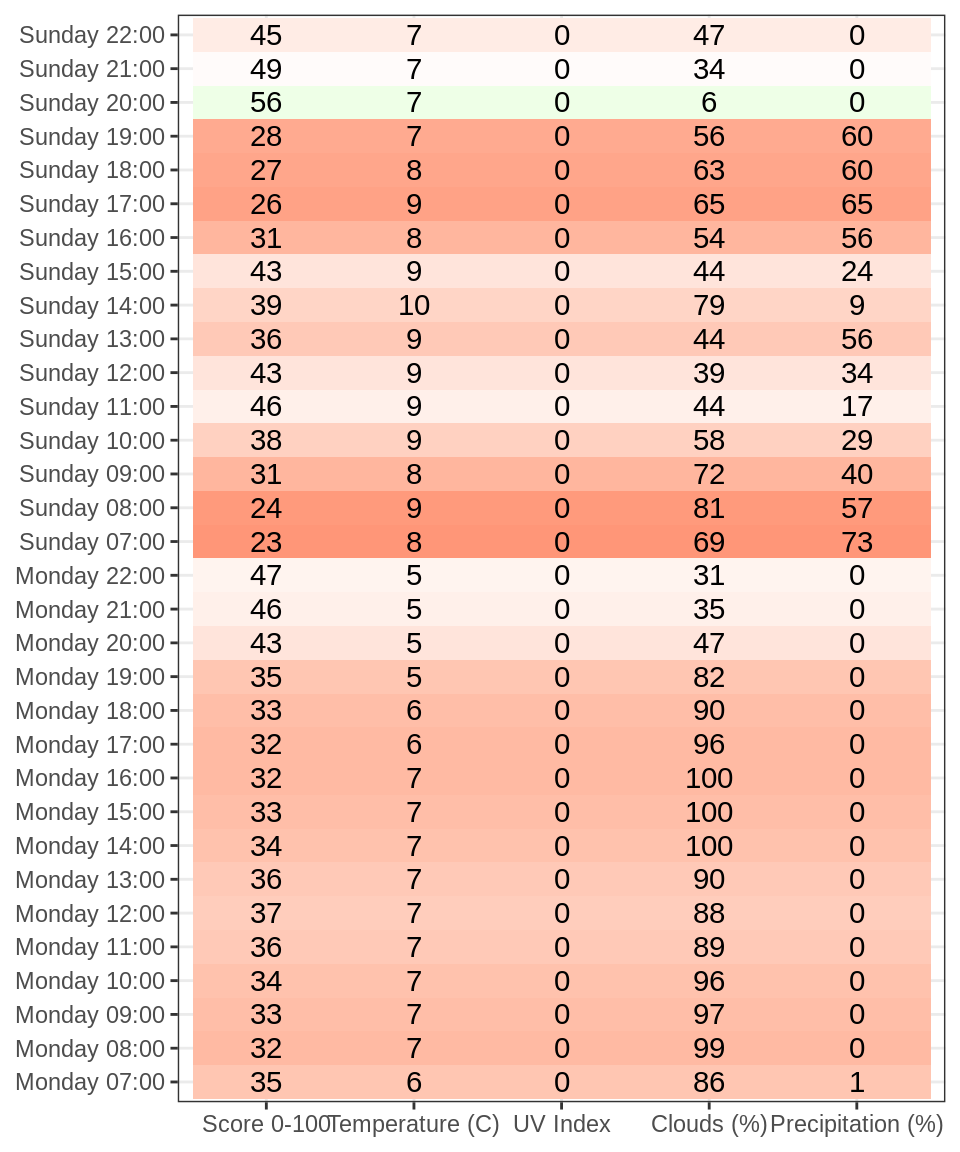 Sunday 22:00 45 7 0 47 0
Sunday 21:00 49 7 0 34 0
Sunday 20:00 56 7 0 6 0
Sunday 19:00 28 7 0 56 60
Sunday 18:00 27 8 0 63 60
Sunday 17:00 26 9 0 65 65
Sunday 16:00 31 8 0 54 56
Sunday 15:00 43 9 0 44 24
Sunday 14:00 39 10 0 79 9
Sunday 13:00 36 9 0 44 56
Sunday 12:00 43 9 0 39 34
Sunday 11:00 46 9 0 44 17
Sunday 10:00 38 9 0 58 29
Sunday 09:00 31 8 0 72 40
Sunday 08:00 24 9 0 81 57
Sunday 07:00 23 8 0 69 73
Monday 22:00 47 5 0 31 0
Monday 21:00 46 5 0 35 0
Monday 20:00 43 5 0 47 0
Monday 19:00 35 5 0 82 0
Monday 18:00 33 6 0 90 0
Monday 17:00 32 6 0 96 0
Monday 16:00 32 7 0 100 0
Monday 15:00 33 7 0 100 0
Monday 14:00 34 7 0 100 0
Monday 13:00 36 7 0 90 0
Monday 12:00 37 7 0 88 0
Monday 11:00 36 7 0 89 0
Monday 10:00 34 7 0 96 0
Monday 09:00 33 7 0 97 0
Monday 08:00 32 7 0 99 0
Monday 07:00 35 6 0 86 1
Score 0-100 Temperature (C) UV Index Clouds (%) Precipitation (%)